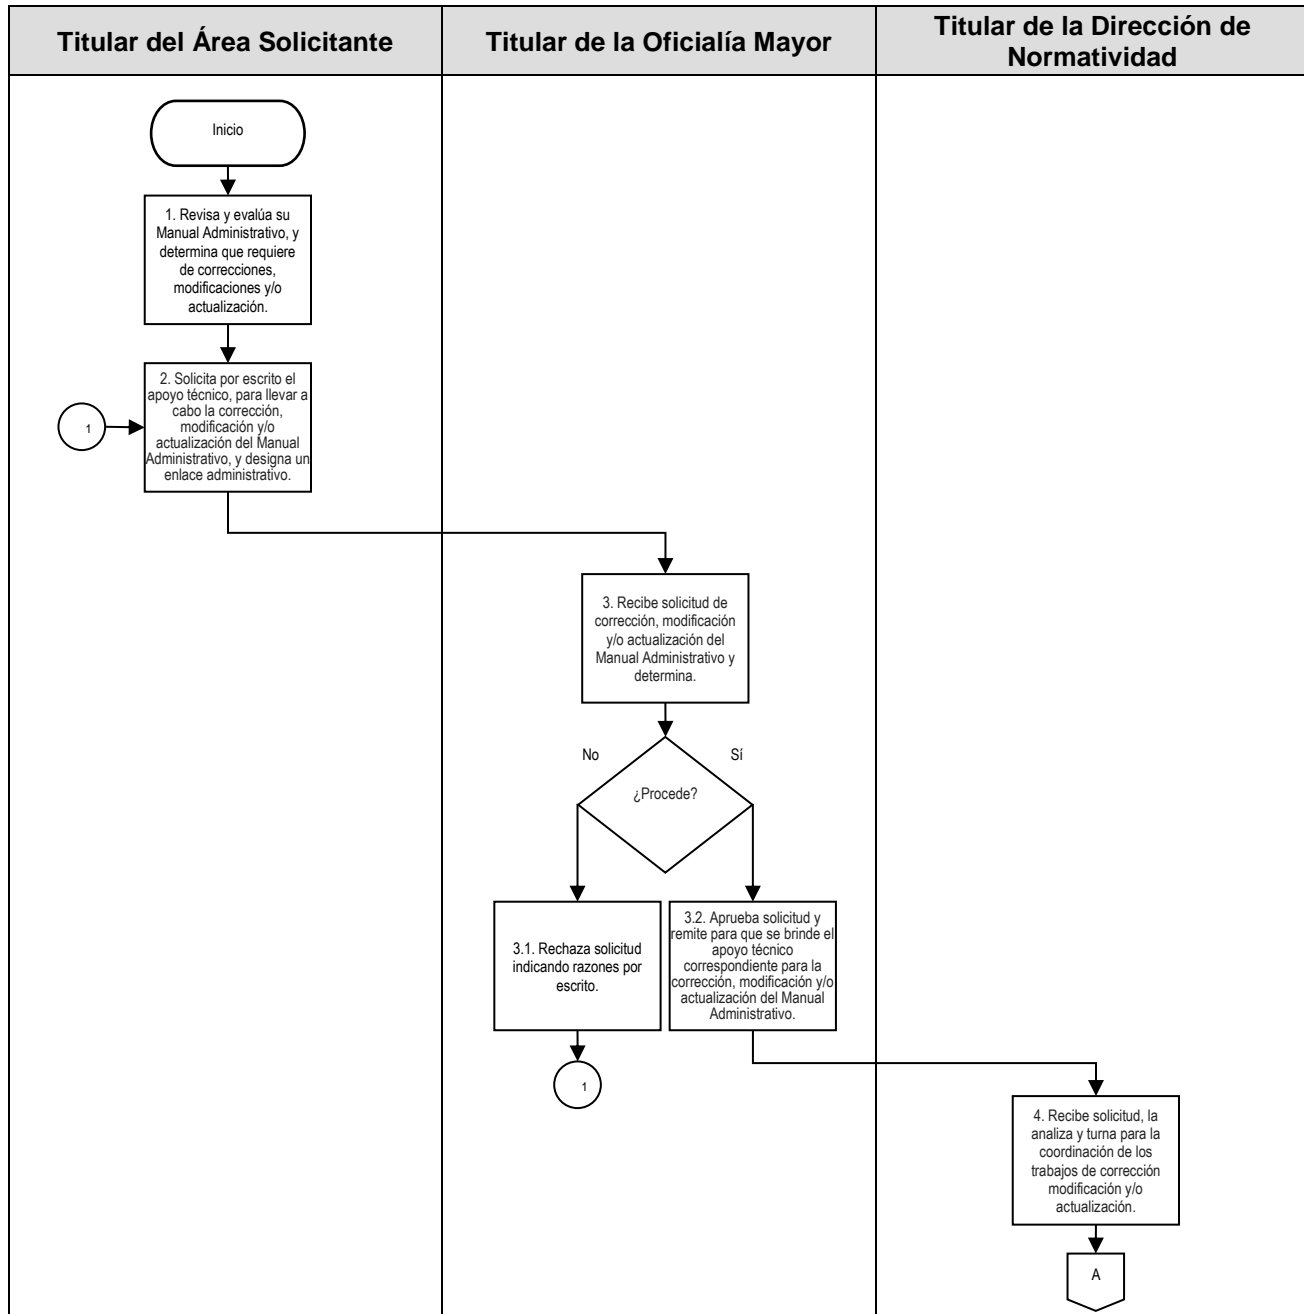 Titular del Área Solicitante
Titular de la Oficialía Mayor
Titular de la Dirección de
Normatividad
Inicio
1. Revisa y evalúa su
Manual Administrativo, y
determina que requiere
de correcciones,
modificaciones y/o
actualización.
2. Solicita por escrito el
apoyo técnico, para llevar a
cabo la corrección,
modificación y/o
actualización del Manual
Administrativo, y designa un
enlace administrativo.
1
3. Recibe solicitud de
corrección, modificación
y/o actualización del
Manual Administrativo y
determina.
No
Sí
¿Procede?
3.1. Rechaza solicitud
indicando razones por
escrito.
3.2. Aprueba solicitud y
remite para que se brinde el
apoyo técnico
correspondiente para la
corrección, modificación y/o
actualización del Manual
Administrativo.
1
4. Recibe solicitud, la
analiza y turna para la
coordinación de los
trabajos de corrección
modificación y/o
actualización.
A